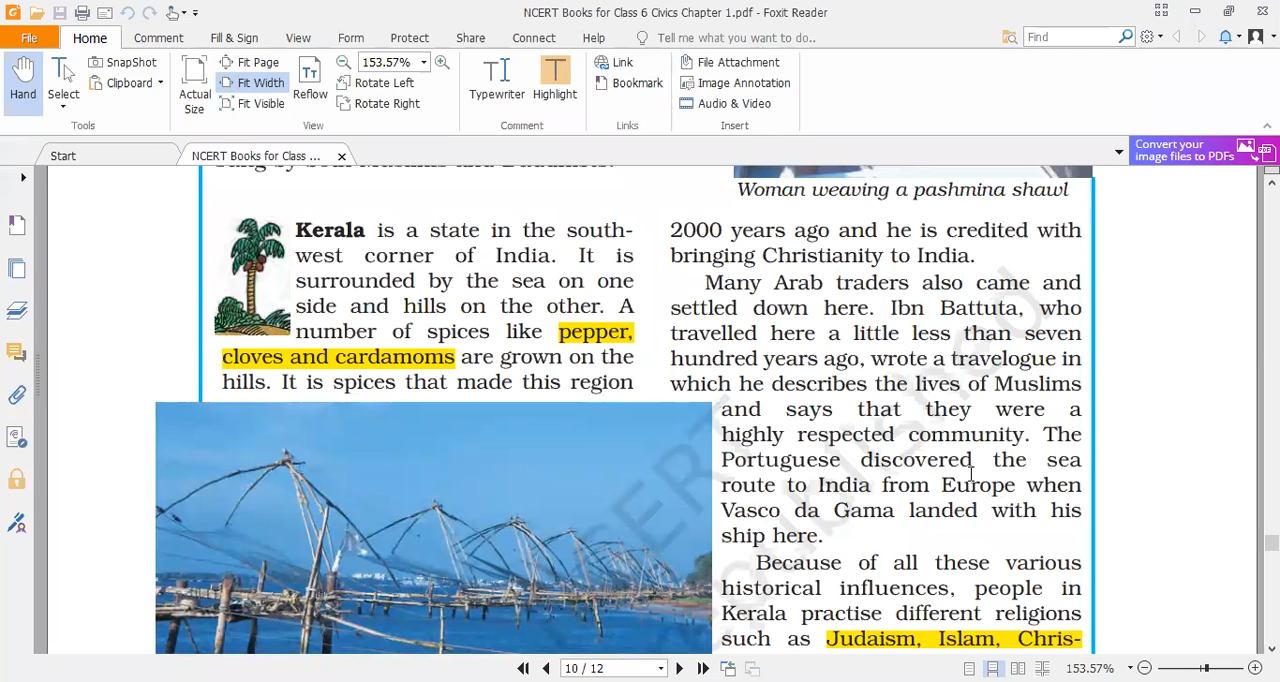 NCERT Books for Class 6 Civics Chapter 1.pdf - Foxit Reader
File Home Comment Fill & Sign View Form Protect Share Connect Help Tell me what you want to do.. Find
Hand
Select
SnapShot
Clipboard
Tools
Actual Size
Fit Page
Fit Width
Fit Visible
Reflow
153.57%
Rotate Left
Rotate Right
View
Typewriter
Highlight
Comment
Link
Bookmark
Links
File Attachment
Image Annotation
Audio & Video
Insert
Start
NCERT Books for Class ...
Convert your
image files to PDFs
Woman weaving a pashmina shawl
Kerala is a state in the south-
west corner of India. It is
surrounded by the sea on one
side and hills on the other. A
number of spices like pepper,
cloves and cardamoms are grown on the
hills. It is spices that made this region
2000 years ago and he is credited with
bringing Christianity to India.
Many Arab traders also came and
settled down here. Ibn Battuta, who
travelled here a little less than seven
hundred years ago, wrote a travelogue in
which he describes the lives of Muslims
and says that they were a
highly respected community. The
Portuguese discovered the sea
route to India from Europe when
Vasco da Gama landed with his
ship here.
Because of all these various
historical influences, people in
Kerala practise different religions
such as Judaism, Islam, Chris-
10 / 12
153.57%